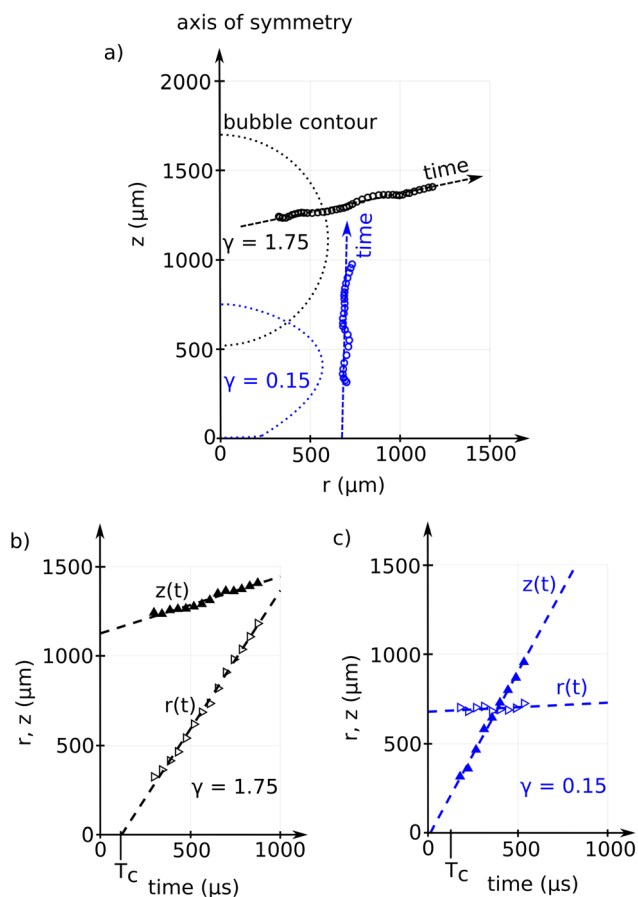 axis of symmetry
a)
2000
bubble contour
1500
time
z (µm)
γ = 1.75
time
1000
500
γ = 0.15
0
0
500
1000
1500
r (µm)
b)
1500
z(t)
1000
r, z (µm)
r(t)
500
γ = 1.75
0
0
500
1000
Tc
time (µs)
c)
1500
z(t)
1000
r, z (µm)
r(t)
500
γ = 0.15
0
0
500
1000
Tc
time (µs)